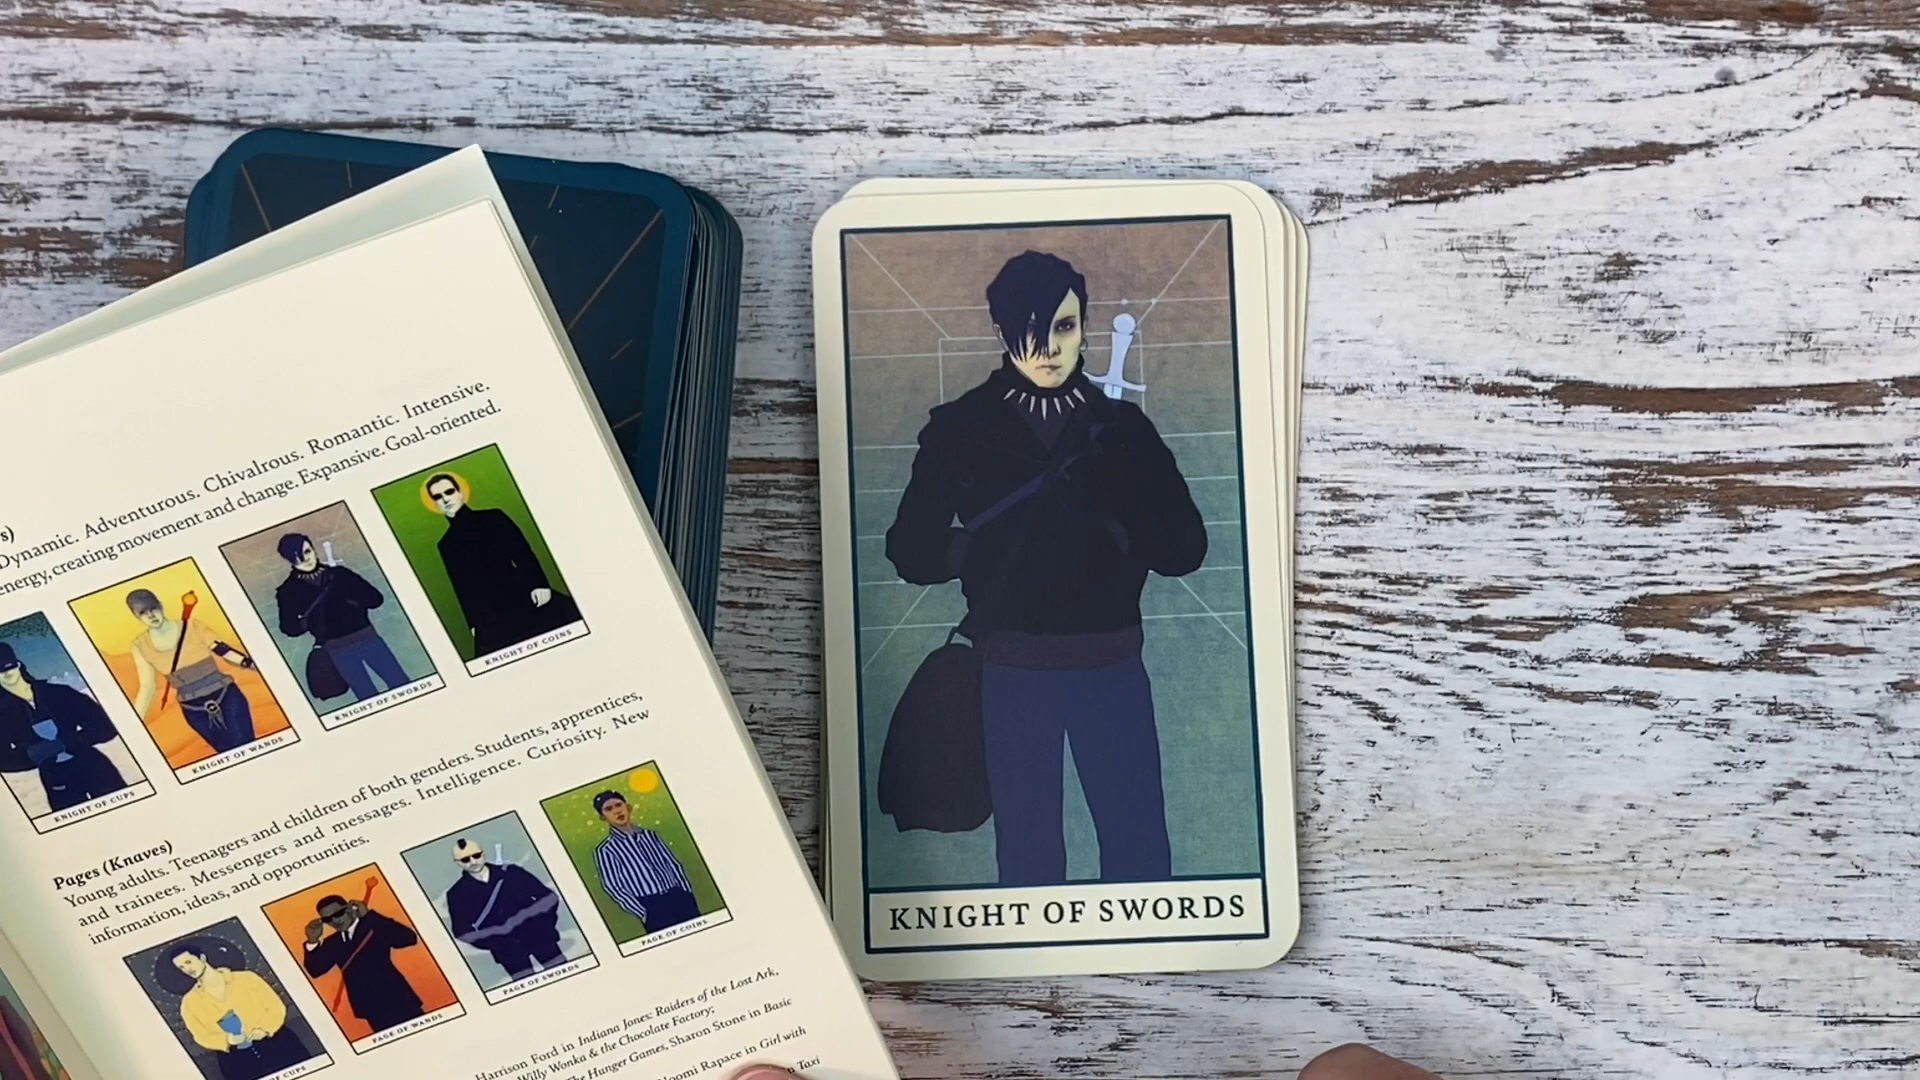 s)
Dynamic. Adventurous. Chivalrous. Romantic. Intensive.
energy, creating movement and change. Expansive. Goal-oriented.
KNIGHT OF CUPS
KNIGHT OF WANDS
KNIGHT OF SWORDS
KNIGHT OF COINS
Pages (Knaves)
Young adults. Teenagers and children of both genders. Students, apprentices,
and trainees. Messengers and messages. Intelligence. Curiosity. New
information, ideas, and opportunities.
CUPS
PAGE OF WANDS
PAGE OF SWORDS
PAGE OF COINS
Harrison Ford in Indiana Jones: Raiders of the Lost Ark,
Willy Wonka & the Chocolate Factory;
The Hunger Games, Sharon Stone in Basic
Noomi Rapace in Girl with
Taxi
KNIGHT OF SWORDS